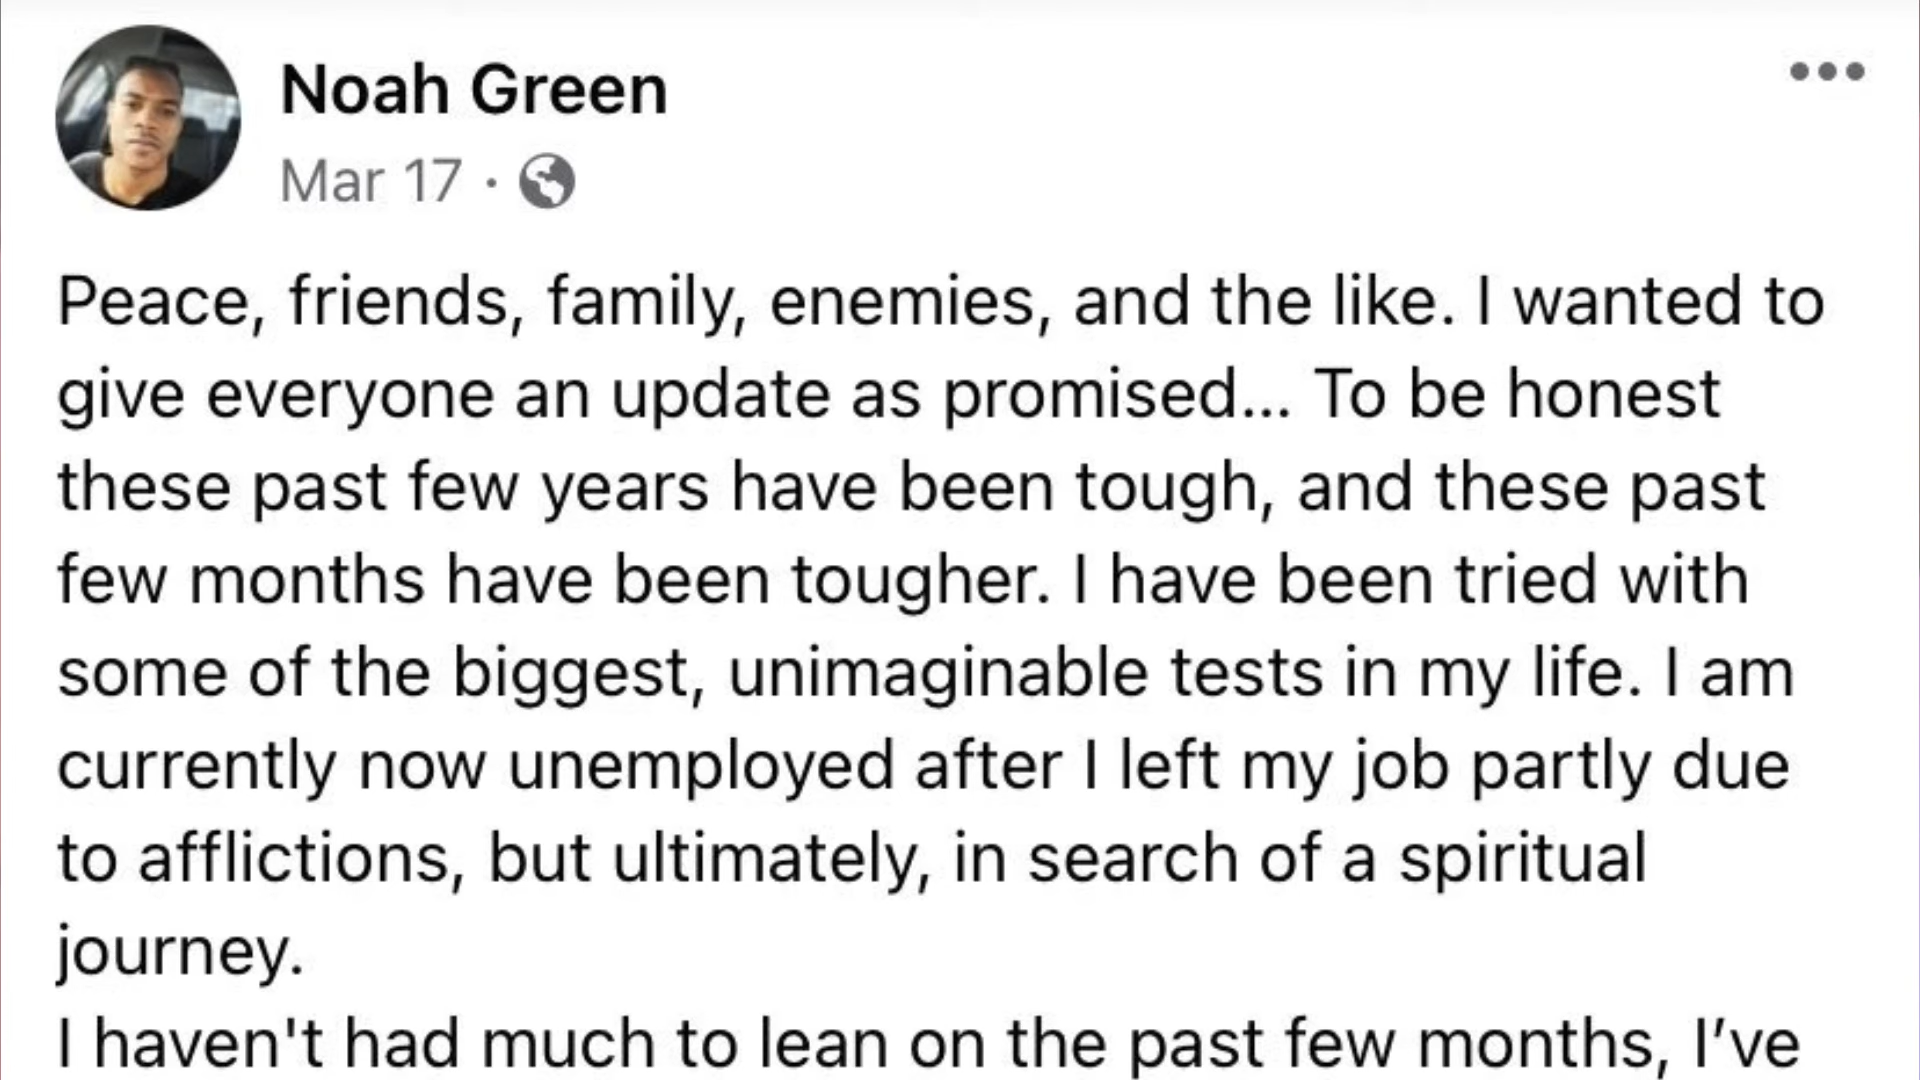 Noah Green
Mar 17 ·
Peace, friends, family, enemies, and the like. I wanted to
give everyone an update as promised... To be honest
these past few years have been tough, and these past
few months have been tougher. I have been tried with
some of the biggest, unimaginable tests in my life. I am
currently now unemployed after I left my job partly due
to afflictions, but ultimately, in search of a spiritual
journey.
I haven't had much to lean on the past few months, I’ve